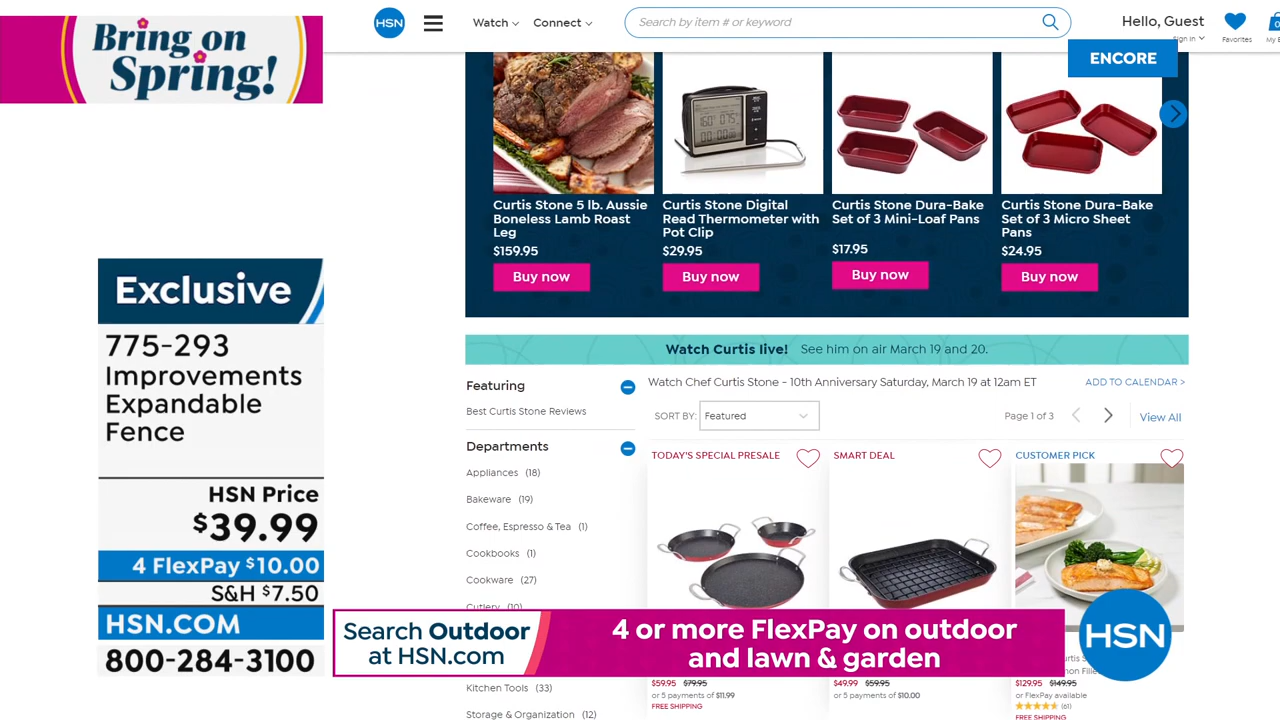 Bring on
Spring!
HSN
Watch
Connect
Search by item # or keyword
Hello, Guest
Sign In
Favorites
0
ENCORE
160
Curtis Stone 5 lb. Aussie
Boneless Lamb Roast
Leg
$159.95
Buy now
Curtis Stone Digital
Read Thermometer with
Pot Clip
$29.95
Buy now
Curtis Stone Dura-Bake
Set of 3 Mini-Loaf Pans
$17.95
Buy now
Curtis Stone Dura-Bake
Set of 3 Micro Sheet
Pans
$24.95
Buy now
Watch Curtis live! See him on air March 19 and 20.
Exclusive
775-293
Improvements
Expandable
Fence
HSN Price
$39.99
4 FlexPay $10.00
S&H $7.50
HSN.COM
800-284-3100
Featuring
Best Curtis Stone Reviews
Departments
Appliances (18)
Bakeware (19)
Coffee, Espresso & Tea (1)
Cookbooks (1)
Cookware (27)
Cutlery (10)
Kitchen Tools (33)
Storage & Organization (12)
Watch Chef Curtis Stone - 10th Anniversary Saturday, March 19 at 12am ET
ADD TO CALENDAR >
SORT BY: Featured
Page 1 of 3
View All
TODAY'S SPECIAL PRESALE
SMART DEAL
CUSTOMER PICK
Search Outdoor
at HSN.com
4 or more FlexPay on outdoor
and lawn & garden
HSN
$59.95 $79.95
or 5 payments of $11.99
FREE SHIPPING
$49.99 $59.95
or 5 payments of $10.00
$129.95 $149.95
or FlexPay available
(61)
FREE SHIPPING